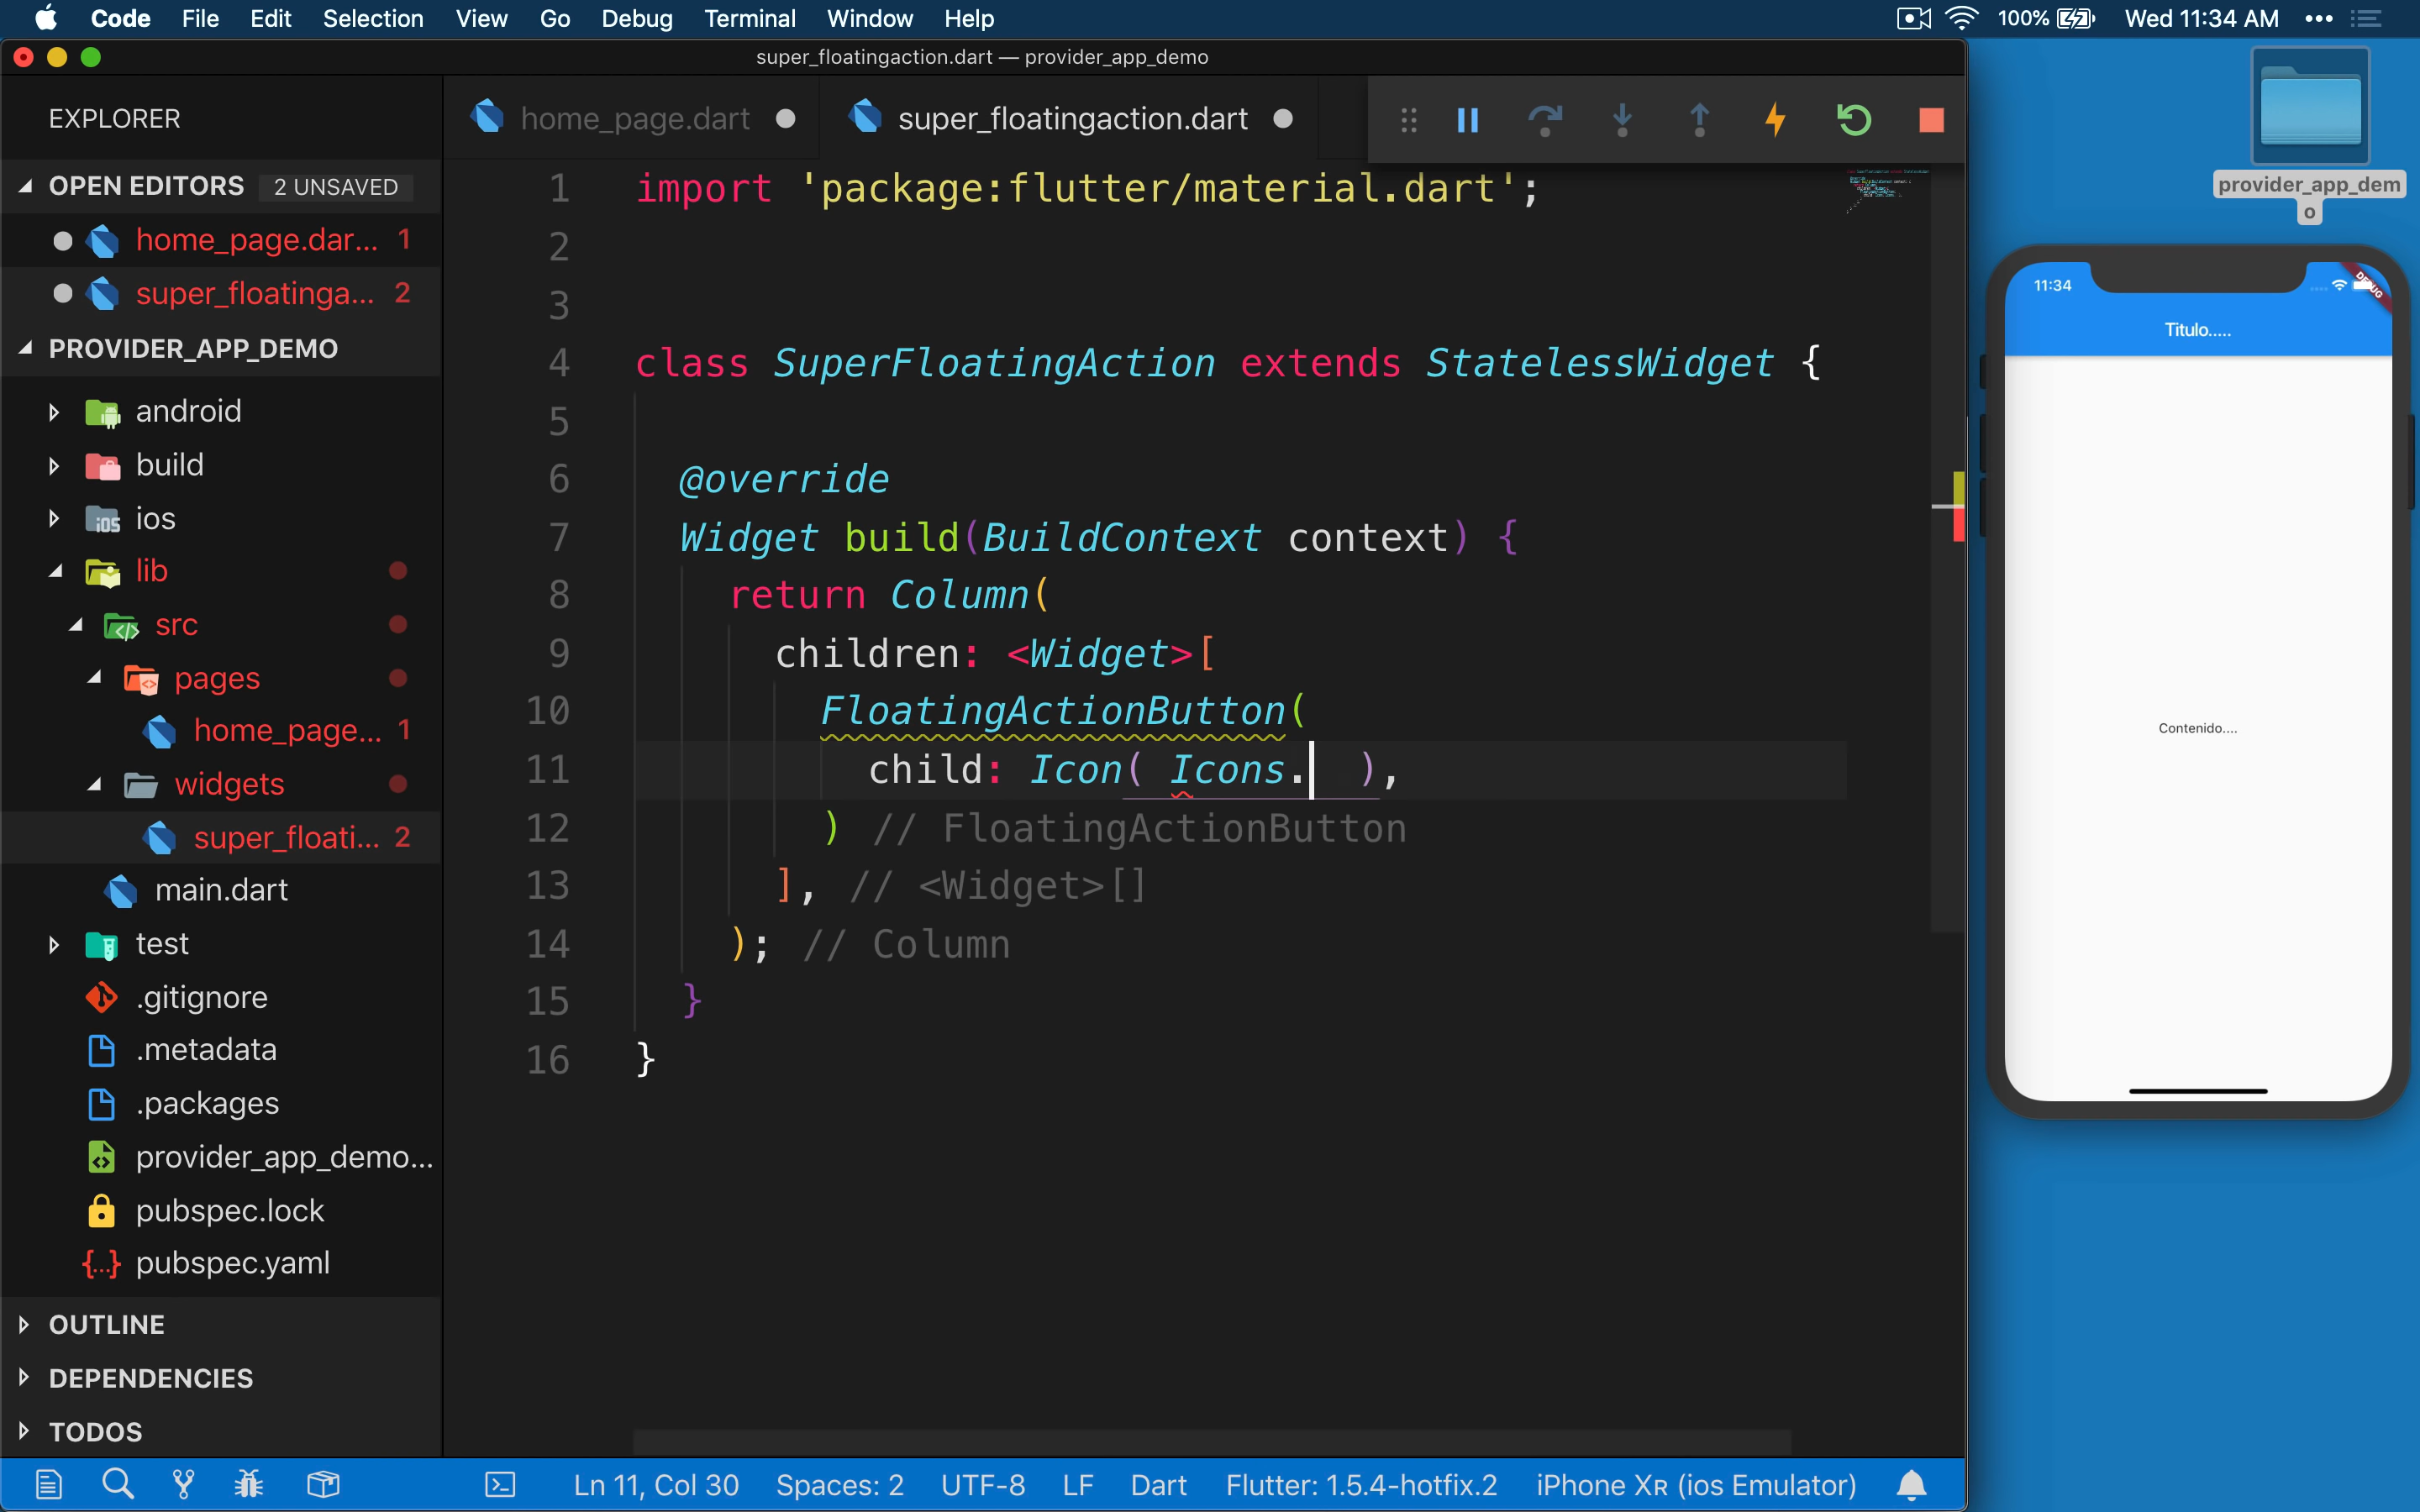 Code File Edit Selection View Go Debug Terminal Window Help 100% Wed 11:34 AM
super_floatingaction.dart — provider_app_demo
EXPLORER
OPEN EDITORS 2 UNSAVED
home_page.dar... 1
super_floatinga... 2
PROVIDER_APP_DEMO
android
build
ios
lib
src
pages
home_page... 1
widgets
super_floati... 2
main.dart
test
.gitignore
.metadata
.packages
provider_app_demo...
pubspec.lock
pubspec.yaml
OUTLINE
DEPENDENCIES
TODOS
home_page.dart super_floatingaction.dart
1 import 'package:flutter/material.dart';
2
3
4 class SuperFloatingAction extends StatelessWidget {
5
6 @override
7 Widget build(BuildContext context) {
8 return Column(
9 children: <Widget>[
10 FloatingActionButton(
11 child: Icon( Icons. ),
12 ) // FloatingActionButton
13 ], // <Widget>[]
14 ); // Column
15 }
16 }
Ln 11, Col 30 Spaces: 2 UTF-8 LF Dart Flutter: 1.5.4-hotfix.2 iPhone XR (ios Emulator)
provider_app_dem
o
11:34
DEBUG
Titulo.....
Contenido....